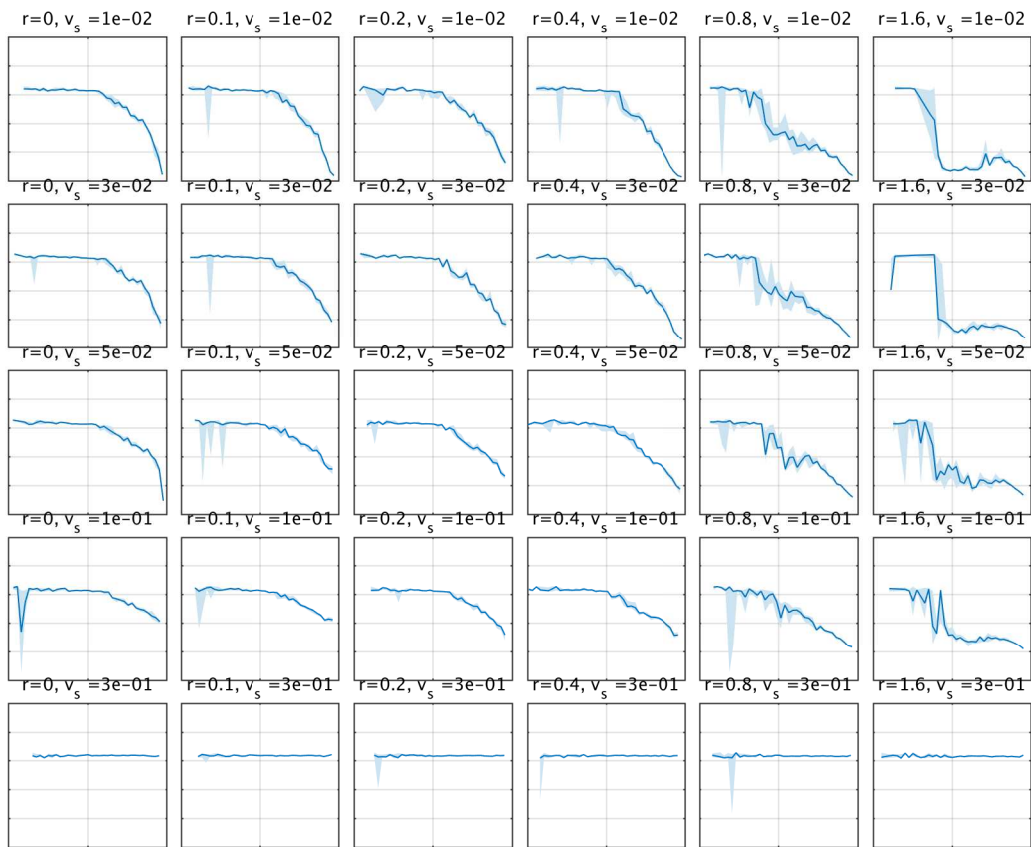 r=0, v_s =1e-02 r=0.1, v_s =1e-02 r=0.2, v_s =1e-02 r=0.4, v_s =1e-02 r=0.8, v_s =1e-02 r=1.6, v_s =1e-02
r=0, v_s =3e-02 r=0.1, v_s =3e-02 r=0.2, v_s =3e-02 r=0.4, v_s =3e-02 r=0.8, v_s =3e-02 r=1.6, v_s =3e-02
r=0, v_s =5e-02 r=0.1, v_s =5e-02 r=0.2, v_s =5e-02 r=0.4, v_s =5e-02 r=0.8, v_s =5e-02 r=1.6, v_s =5e-02
r=0, v_s =1e-01 r=0.1, v_s =1e-01 r=0.2, v_s =1e-01 r=0.4, v_s =1e-01 r=0.8, v_s =1e-01 r=1.6, v_s =1e-01
r=0, v_s =3e-01 r=0.1, v_s =3e-01 r=0.2, v_s =3e-01 r=0.4, v_s =3e-01 r=0.8, v_s =3e-01 r=1.6, v_s =3e-01